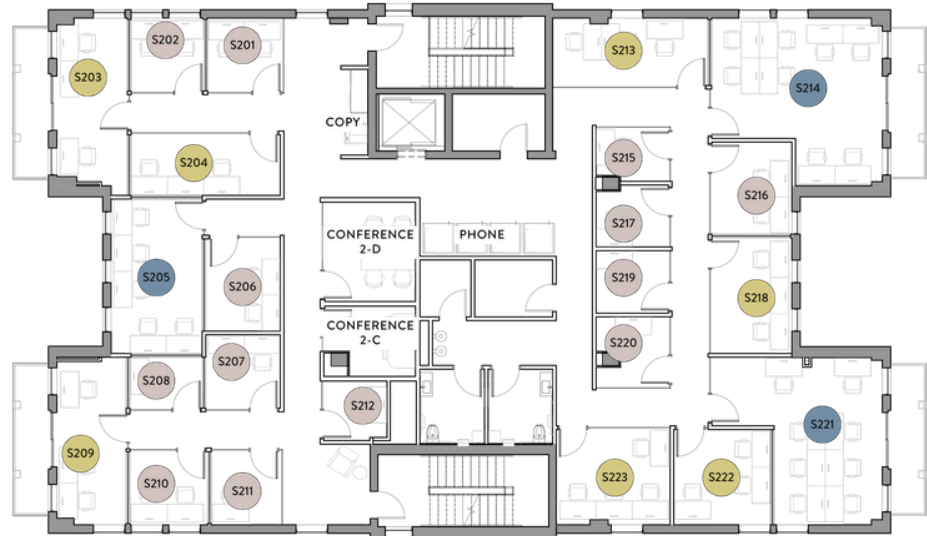 S202
S201
S203
S213
S214
COPY
S204
S215
S216
S217
CONFERENCE
2-D
PHONE
S205
S206
S219
S218
CONFERENCE
2-C
S220
S207
S208
S212
S221
S209
S210
S211
S223
S222